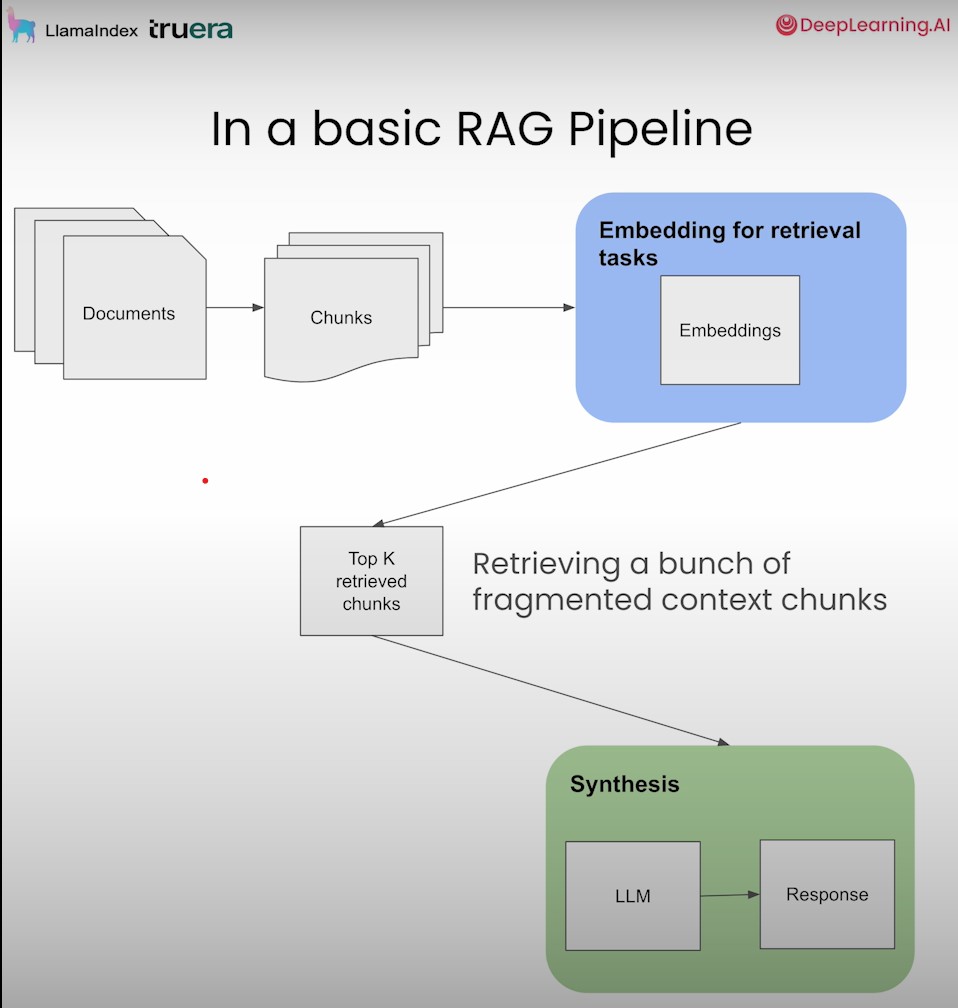 LlamaIndex truera
DeepLearning.AI
In a basic RAG Pipeline
Documents
Chunks
Embedding for retrieval
tasks
Embeddings
Top K
retrieved
chunks
Retrieving a bunch of
fragmented context chunks
Synthesis
LLM
Response